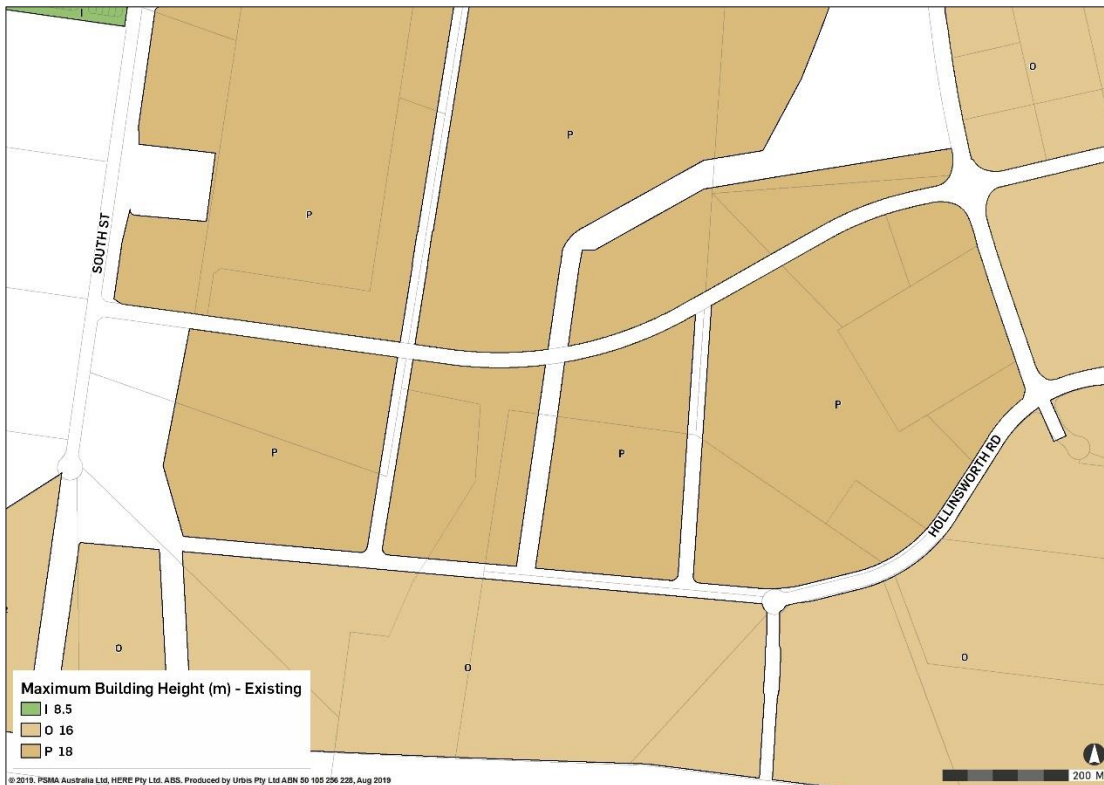 I
O
P
P
SOUTH ST
P
P
P
HOLLINSWORTH RD
O
O
O
Maximum Building Height (m) - Existing
I 8.5
O 16
P 18
© 2019. PSMA Australia Ltd, HERE Pty Ltd. ABS. Produced by Urbis Pty Ltd ABN 50 105 256 228, Aug 2019
200 M